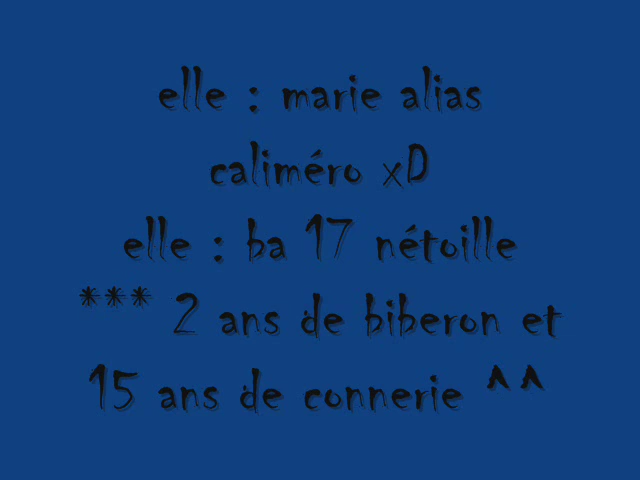 elle : marie alias
caliméro xD
elle : ba 17 nétoille
*** 2 ans de biberon et
15 ans de connerie ^^